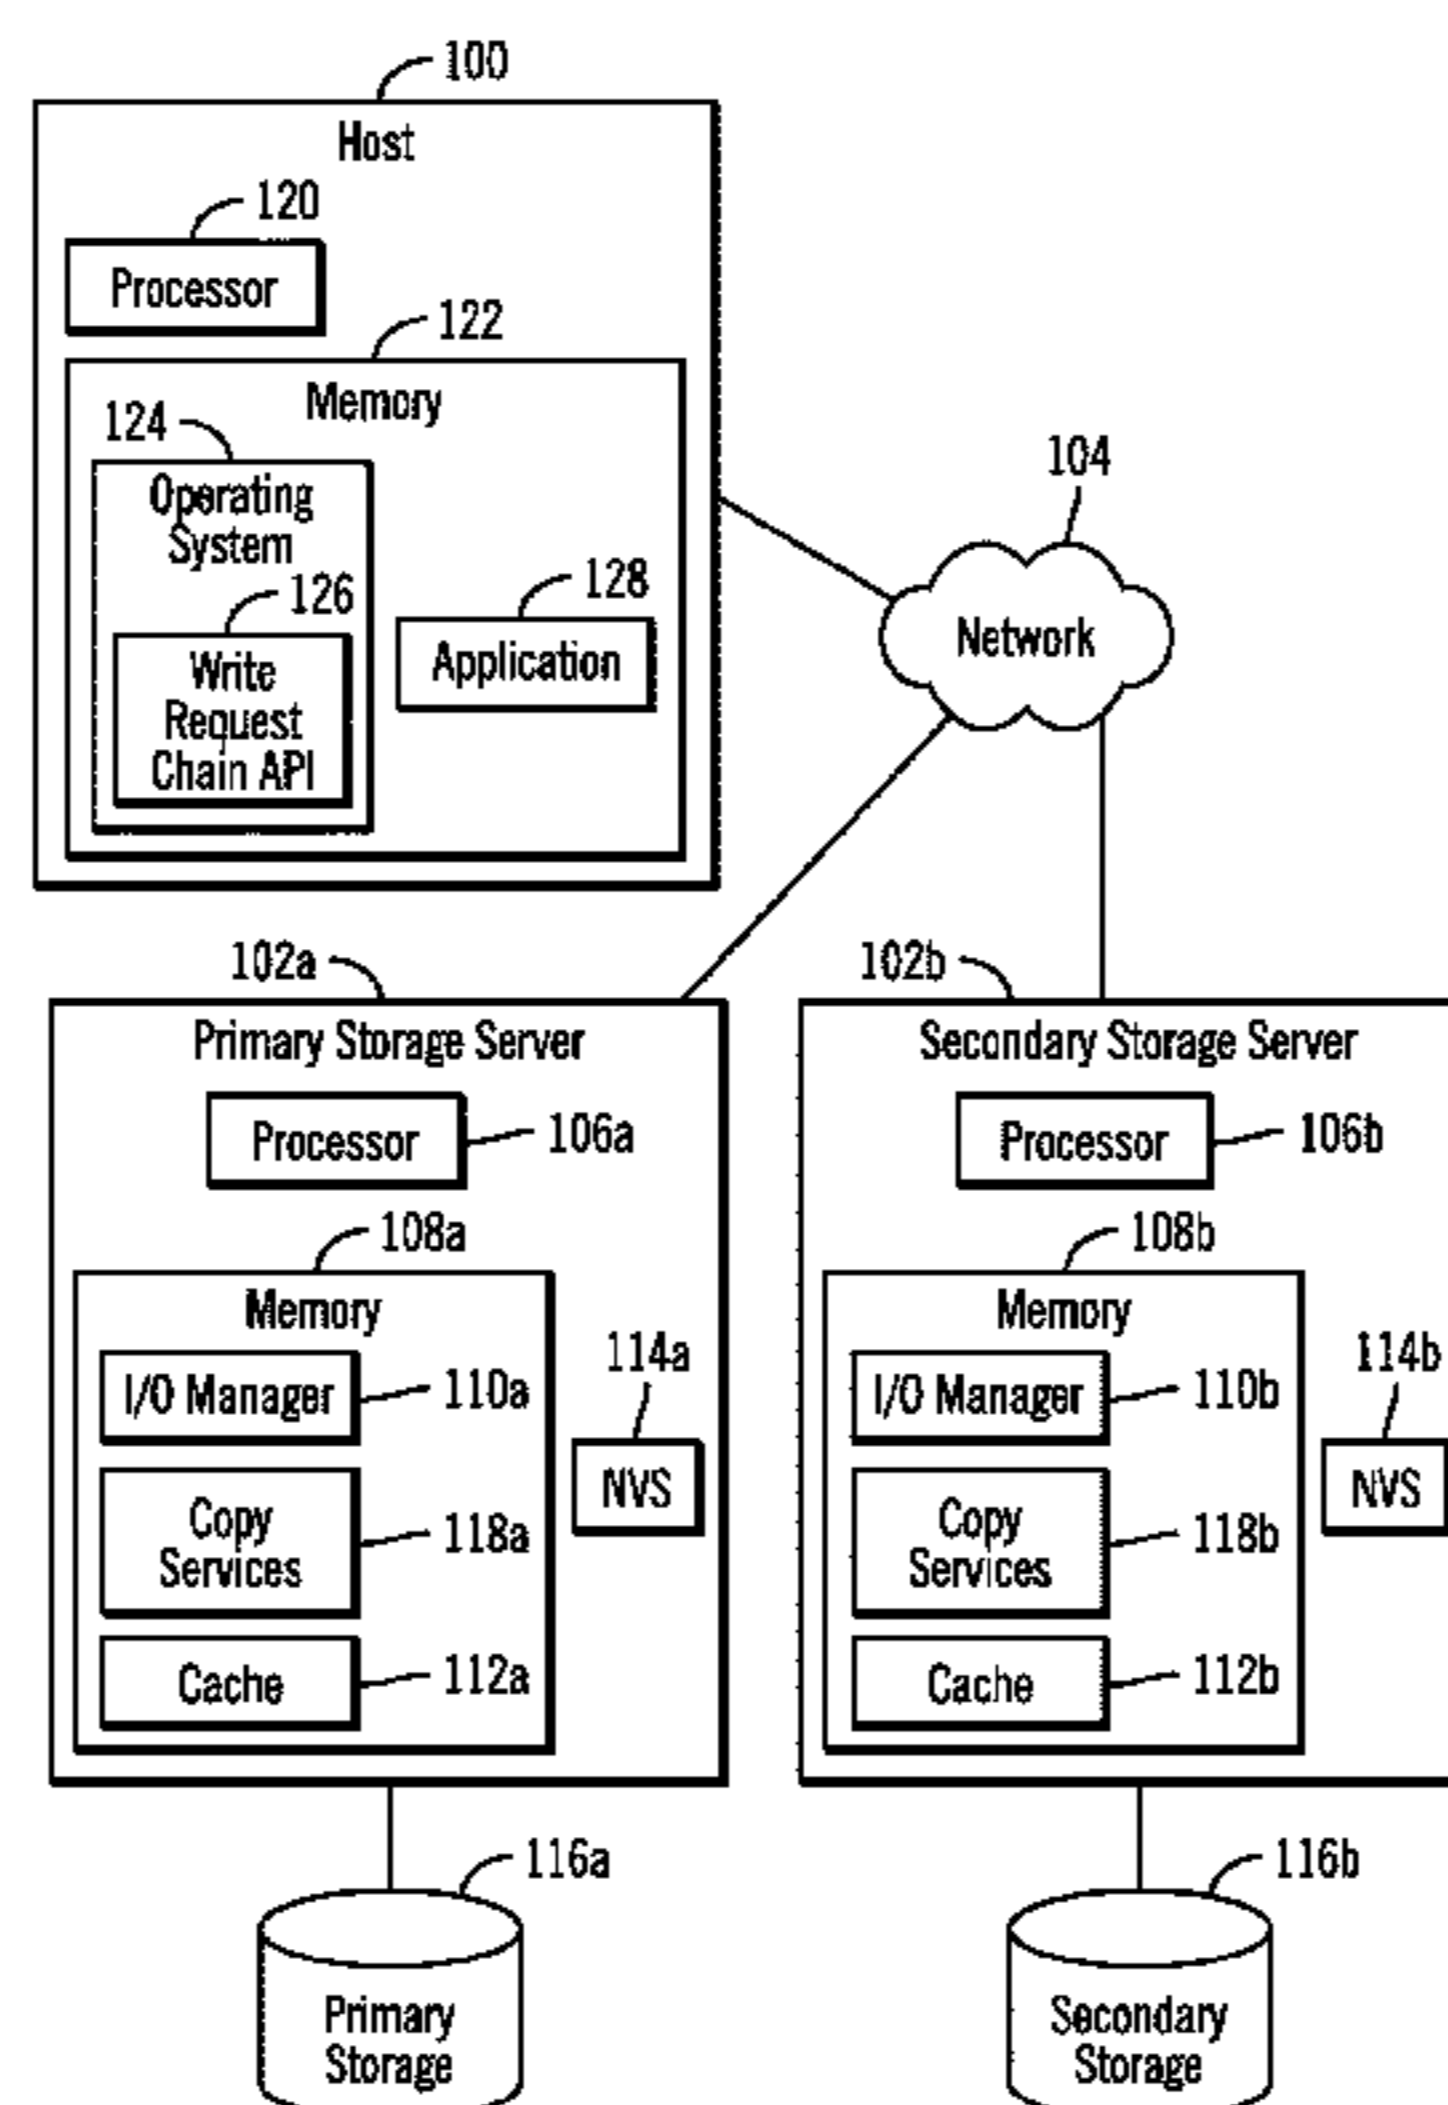 100
Host
120
Processor
122
Memory
124
Operating
System
126
Write
Request
Chain API
128
Application
104
Network
102a
Primary Storage Server
Processor
106a
108a
Memory
I/O Manager
110a
Copy
Services
118a
Cache
112a
114a
NVS
116a
Primary
Storage
102b
Secondary Storage Server
Processor
106b
108b
Memory
I/O Manager
110b
Copy
Services
118b
Cache
112b
114b
NVS
116b
Secondary
Storage